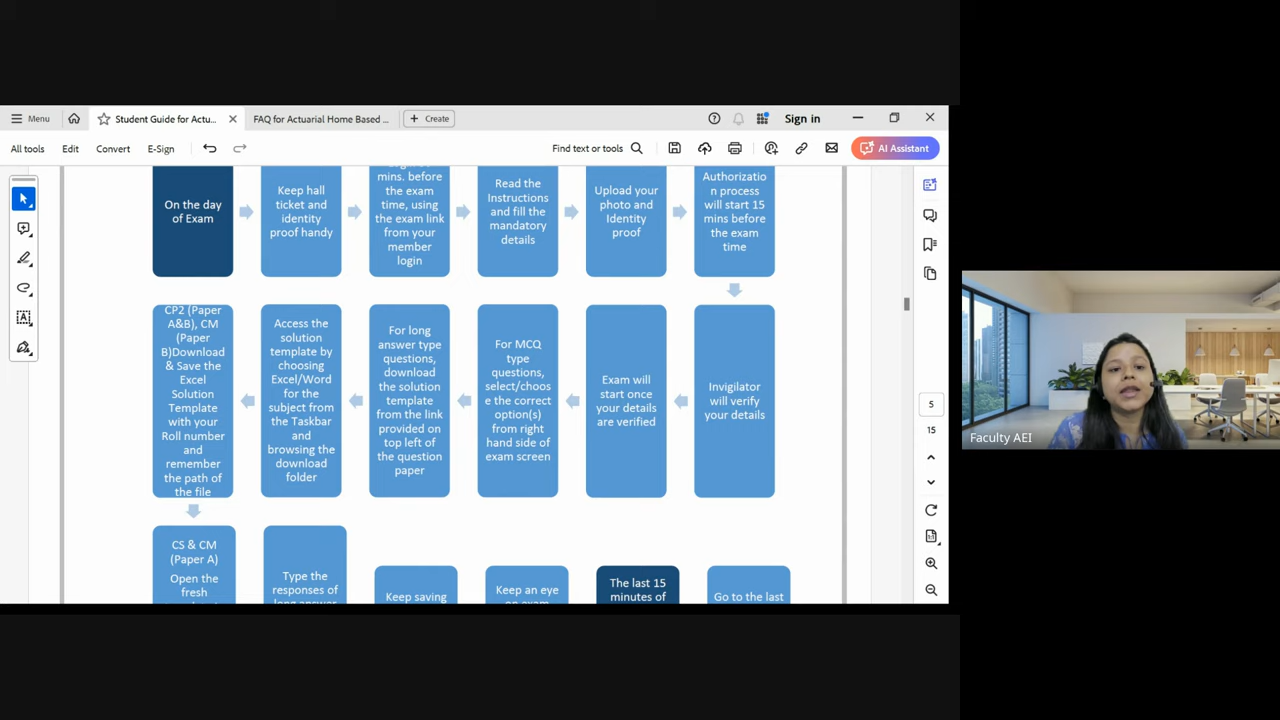 Menu
Student Guide for Actu...
FAQ for Actuarial Home Based ...
Create
Sign in
All tools
Edit
Convert
E-Sign
Find text or tools
AI Assistant
On the day
of Exam
Keep hall
ticket and
identity
proof handy
mins. before
the exam
time, using
the exam link
from your
member
login
Read the
Instructions
and fill the
mandatory
details
Upload your
photo and
Identity
proof
Authorizatio
n process
will start 15
mins before
the exam
time
CP2 (Paper
A&B), CM
(Paper
B)Download
& Save the
Excel
Solution
Template
with your
Roll number
and
remember
the path of
the file
Access the
solution
template by
choosing
Excel/Word
for the
subject from
the Taskbar
and
browsing the
download
folder
For long
answer type
questions,
download
the solution
template
from the link
provided on
top left of
the question
paper
For MCQ
type
questions,
select/choos
e the correct
option(s)
from right
hand side of
exam screen
Exam will
start once
your details
are verified
Invigilator
will verify
your details
CS & CM
(Paper A)
Open the
fresh
Type the
responses of
long answer
Keep saving
Keep an eye
on exam
The last 15
minutes of
Go to the last
5
15
Faculty AEI